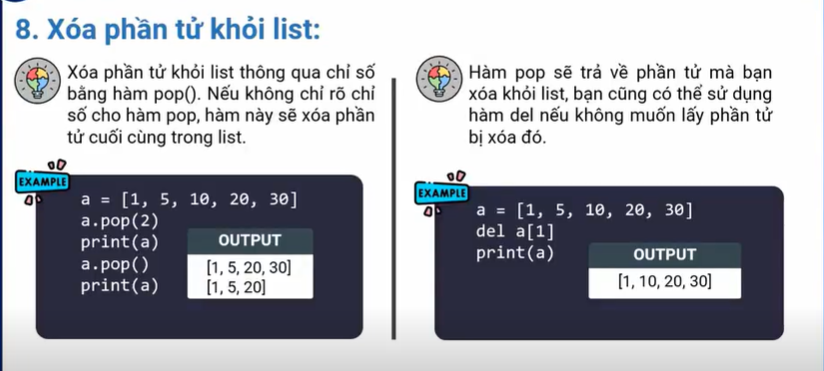 8. Xóa phần tử khỏi list:
Xóa phần tử khỏi list thông qua chỉ số
bằng hàm pop(). Nếu không chỉ rõ chỉ
số cho hàm pop, hàm này sẽ xóa phần
tử cuối cùng trong list.
EXAMPLE
a = [1, 5, 10, 20, 30]
a.pop(2)
print(a)
a.pop()
print(a)
OUTPUT
[1, 5, 20, 30]
[1, 5, 20]
Hàm pop sẽ trả về phần tử mà bạn
xóa khỏi list, bạn cũng có thể sử dụng
hàm del nếu không muốn lấy phần tử
bị xóa đó.
EXAMPLE
a = [1, 5, 10, 20, 30]
del a[1]
print(a)
OUTPUT
[1, 10, 20, 30]